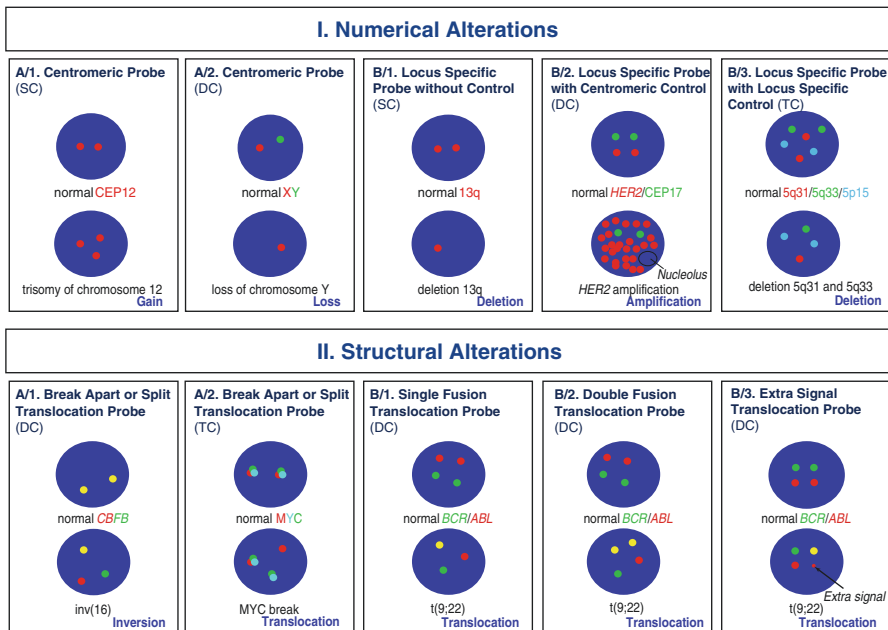 I. Numerical Alterations
A/1. Centromeric Probe
(SC)
normal CEP12
trisomy of chromosome 12
Gain
A/2. Centromeric Probe
(DC)
normal XY
loss of chromosome Y
Loss
B/1. Locus Specific
Probe without Control
(SC)
normal 13q
deletion 13q
Deletion
B/2. Locus Specific Probe
with Centromeric Control
(DC)
normal HER2/CEP17
Nucleolus
HER2 amplification
Amplification
B/3. Locus Specific Probe
with Locus Specific
Control (TC)
normal 5q31/5q33/5p15
deletion 5q31 and 5q33
Deletion
II. Structural Alterations
A/1. Break Apart or Split
Translocation Probe
(DC)
normal CBFB
inv(16)
Inversion
A/2. Break Apart or Split
Translocation Probe
(TC)
normal MYC
MYC break
Translocation
B/1. Single Fusion
Translocation Probe
(DC)
normal BCR/ABL
t(9;22)
Translocation
B/2. Double Fusion
Translocation Probe
(DC)
normal BCR/ABL
t(9;22)
Translocation
B/3. Extra Signal
Translocation Probe
(DC)
normal BCR/ABL
Extra signal
t(9;22)
Translocation